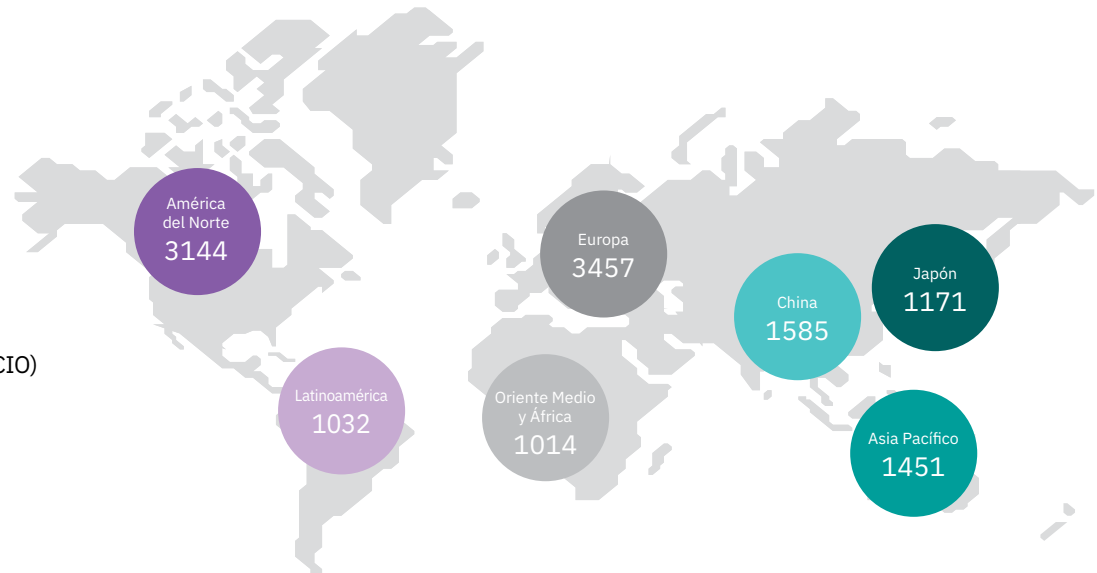 América
del Norte
3144
Europa
3457
China
1585
Japón
1171
CIO)
Latinoamérica
1032
Oriente Medio
y África
1014
Asia Pacífico
1451